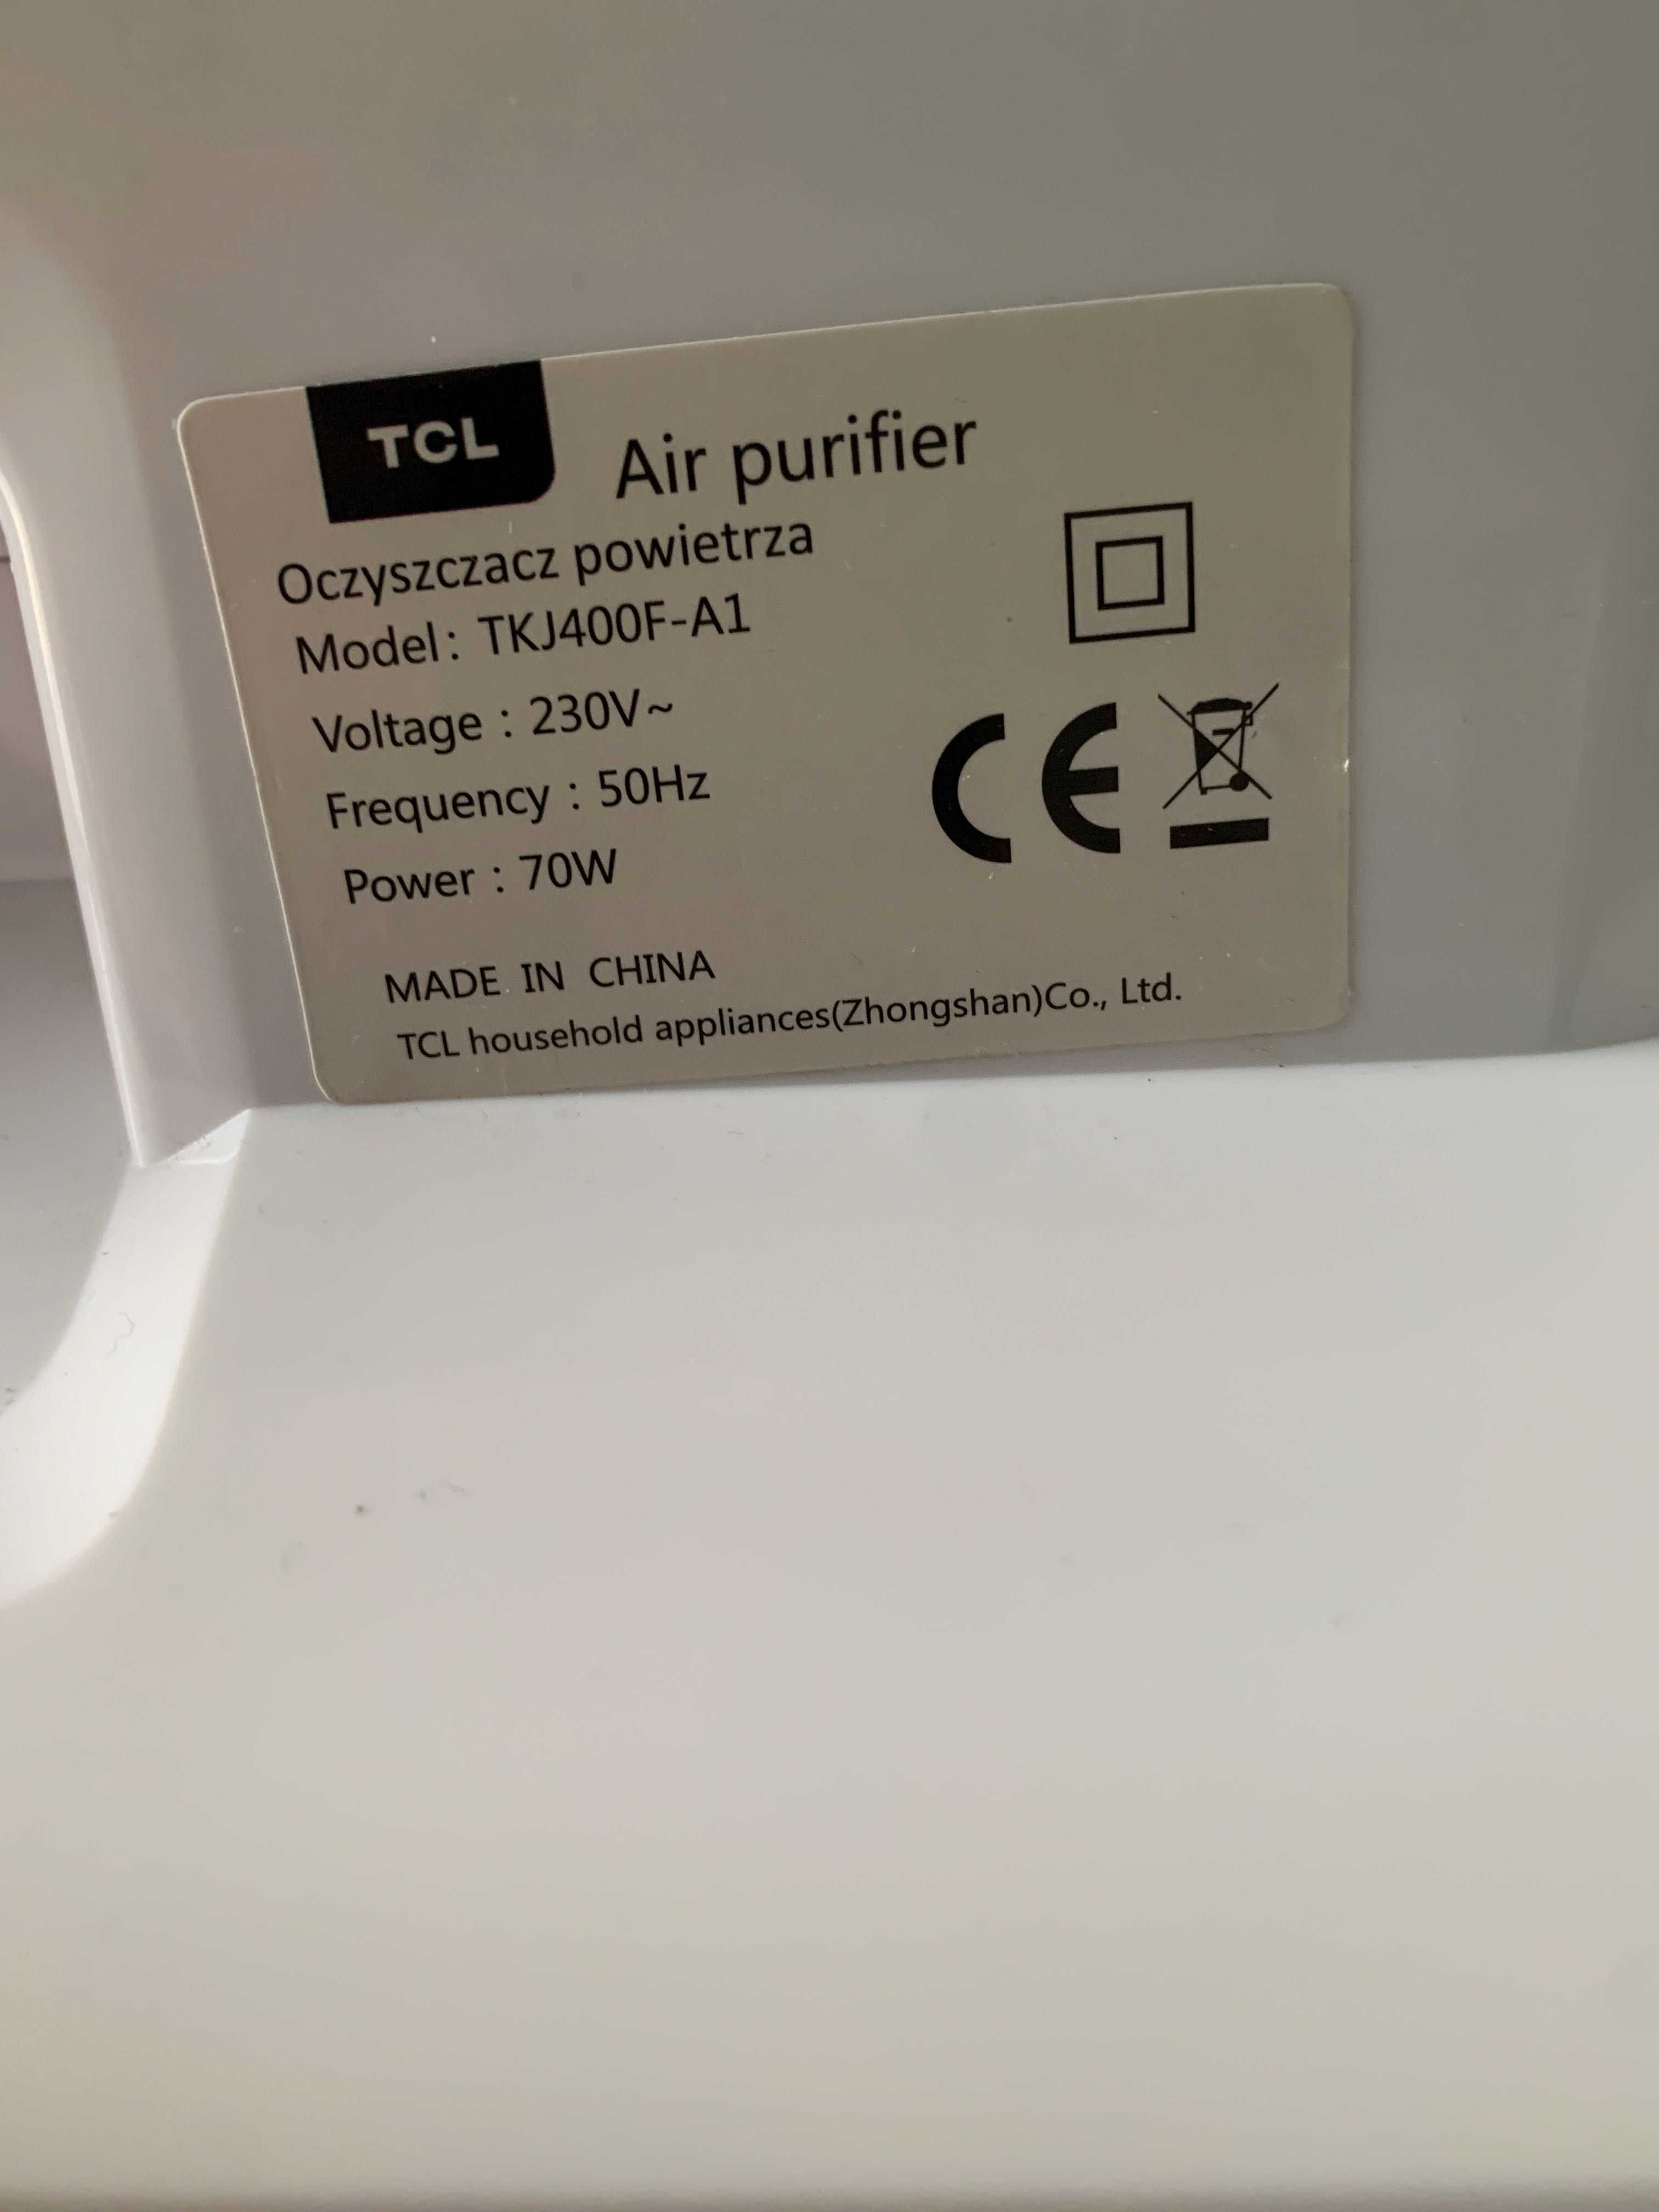 TCL
Air purifier
Oczyszczacz powietrza
Model: TKJ400F-A1
Voltage : 230V~
Frequency : 50Hz
Power : 70W
CE
MADE IN CHINA
TCL household appliances(Zhongshan)Co., Ltd.